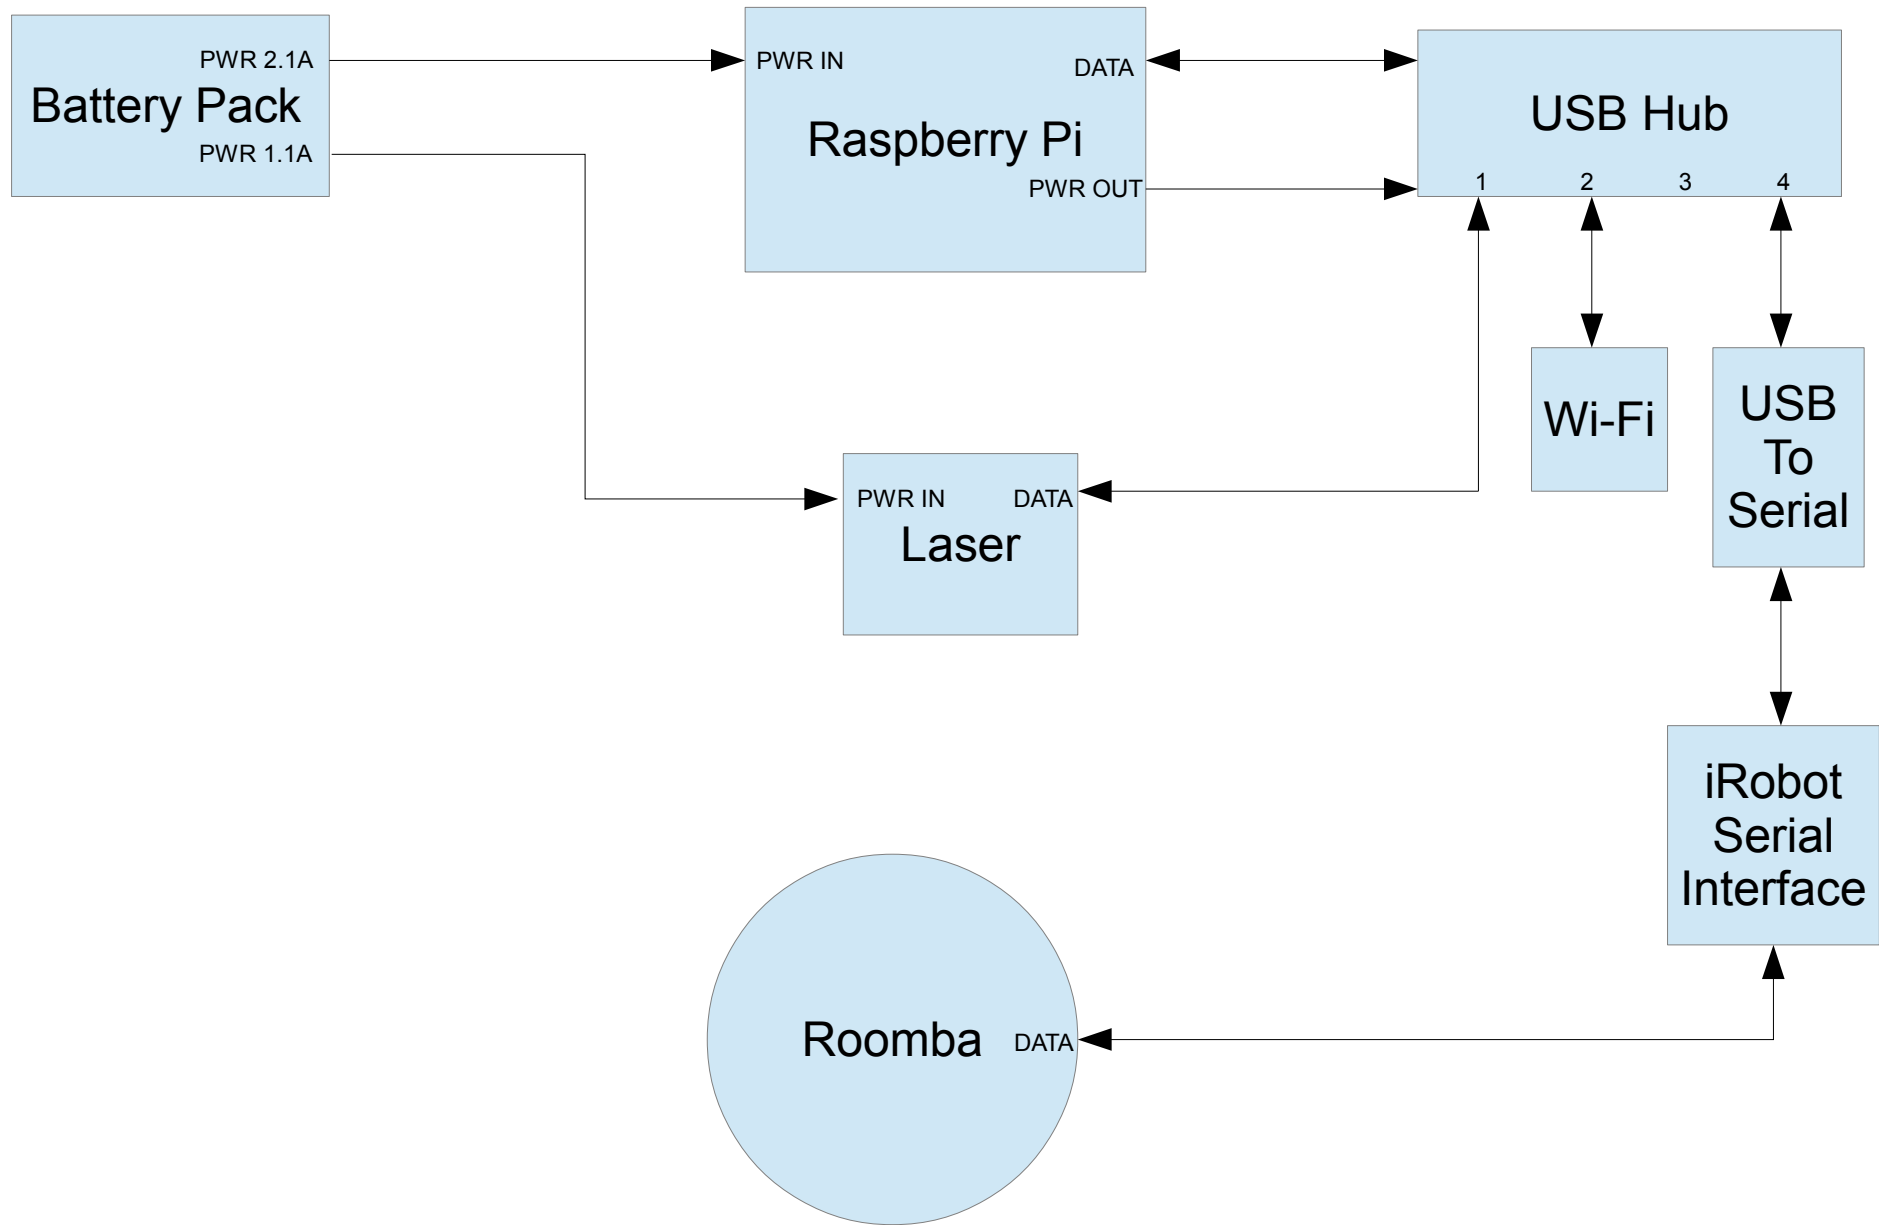 PWR 2.1A
Battery Pack
PWR 1.1A
PWR IN
DATA
Raspberry Pi
PWR OUT
USB Hub
1 2 3 4
Wi-Fi
USB
To
Serial
PWR IN DATA
Laser
iRobot
Serial
Interface
Roomba DATA